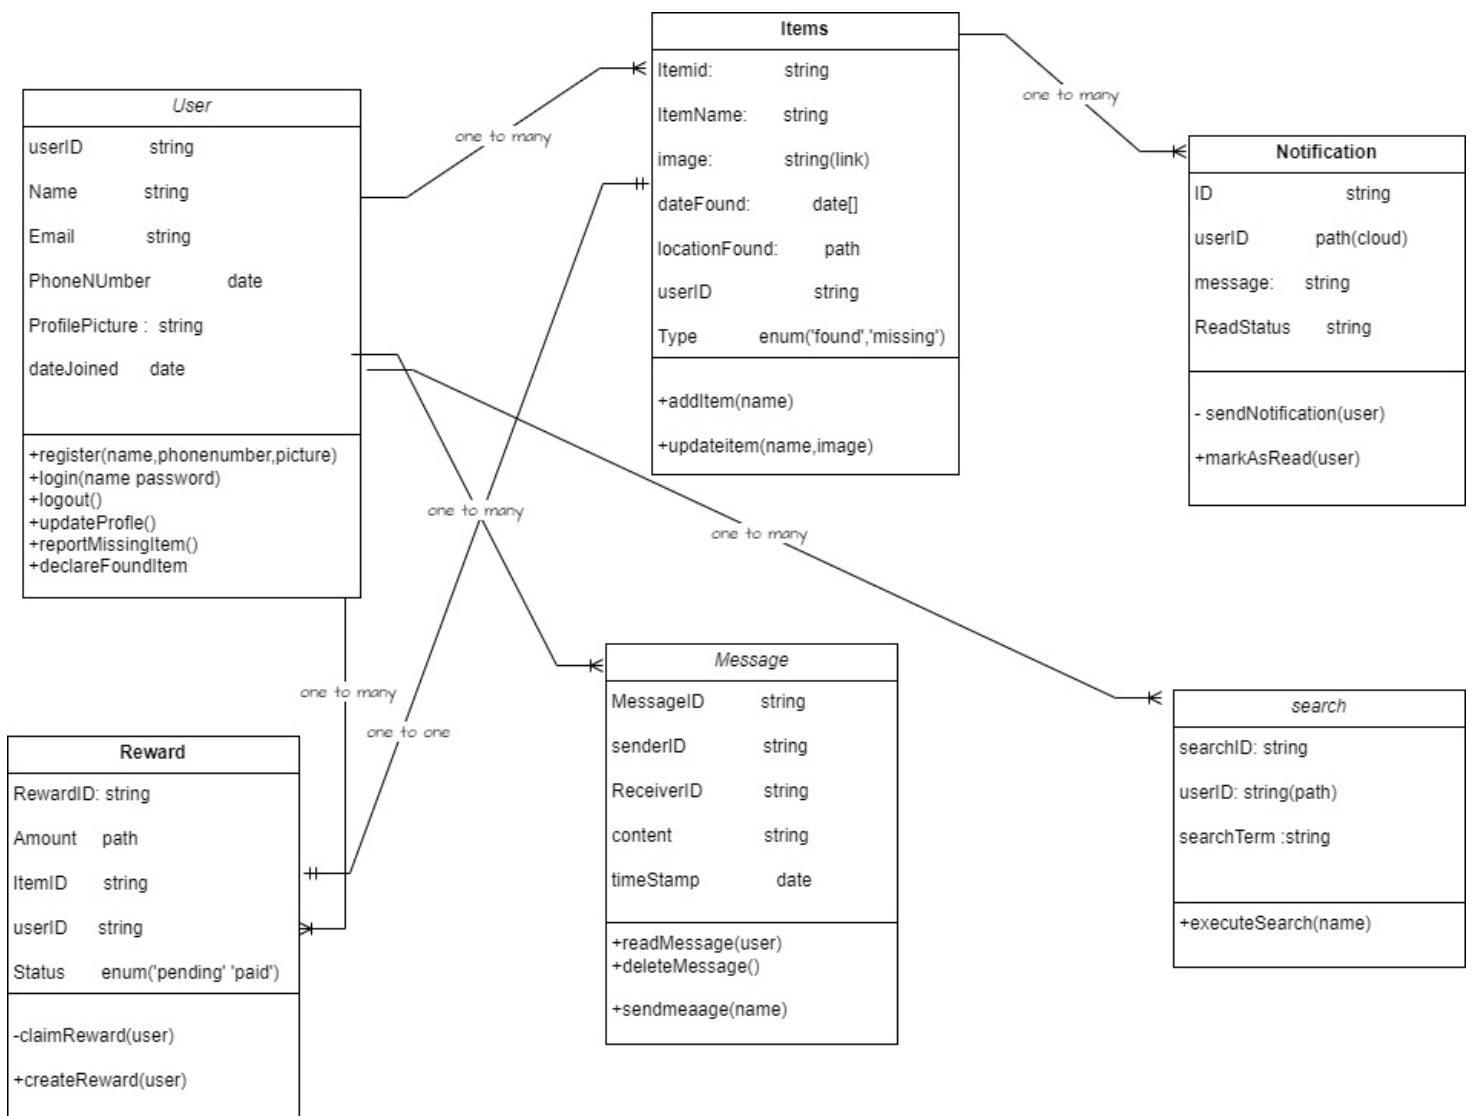 User
userID string
Name string
Email string
PhoneNUmber date
ProfilePicture : string
dateJoined date
+register(name,phonenumber,picture)
+login(name password)
+logout()
+updateProfle()
+reportMissingItem()
+declareFoundItem
one to many
Items
Itemid: string
ItemName: string
image: string(link)
dateFound: date[]
locationFound: path
userID string
Type enum('found','missing')
+addItem(name)
+updateitem(name,image)
one to many
Notification
ID string
userID path(cloud)
message: string
ReadStatus string
- sendNotification(user)
+markAsRead(user)
one to many
one to many
one to many
one to one
Reward
RewardID: string
Amount path
ItemID string
userID string
Status enum('pending' 'paid')
-claimReward(user)
+createReward(user)
Message
MessageID string
senderID string
ReceiverID string
content string
timeStamp date
+readMessage(user)
+deleteMessage()
+sendmeaage(name)
search
searchID: string
userID: string(path)
searchTerm :string
+executeSearch(name)